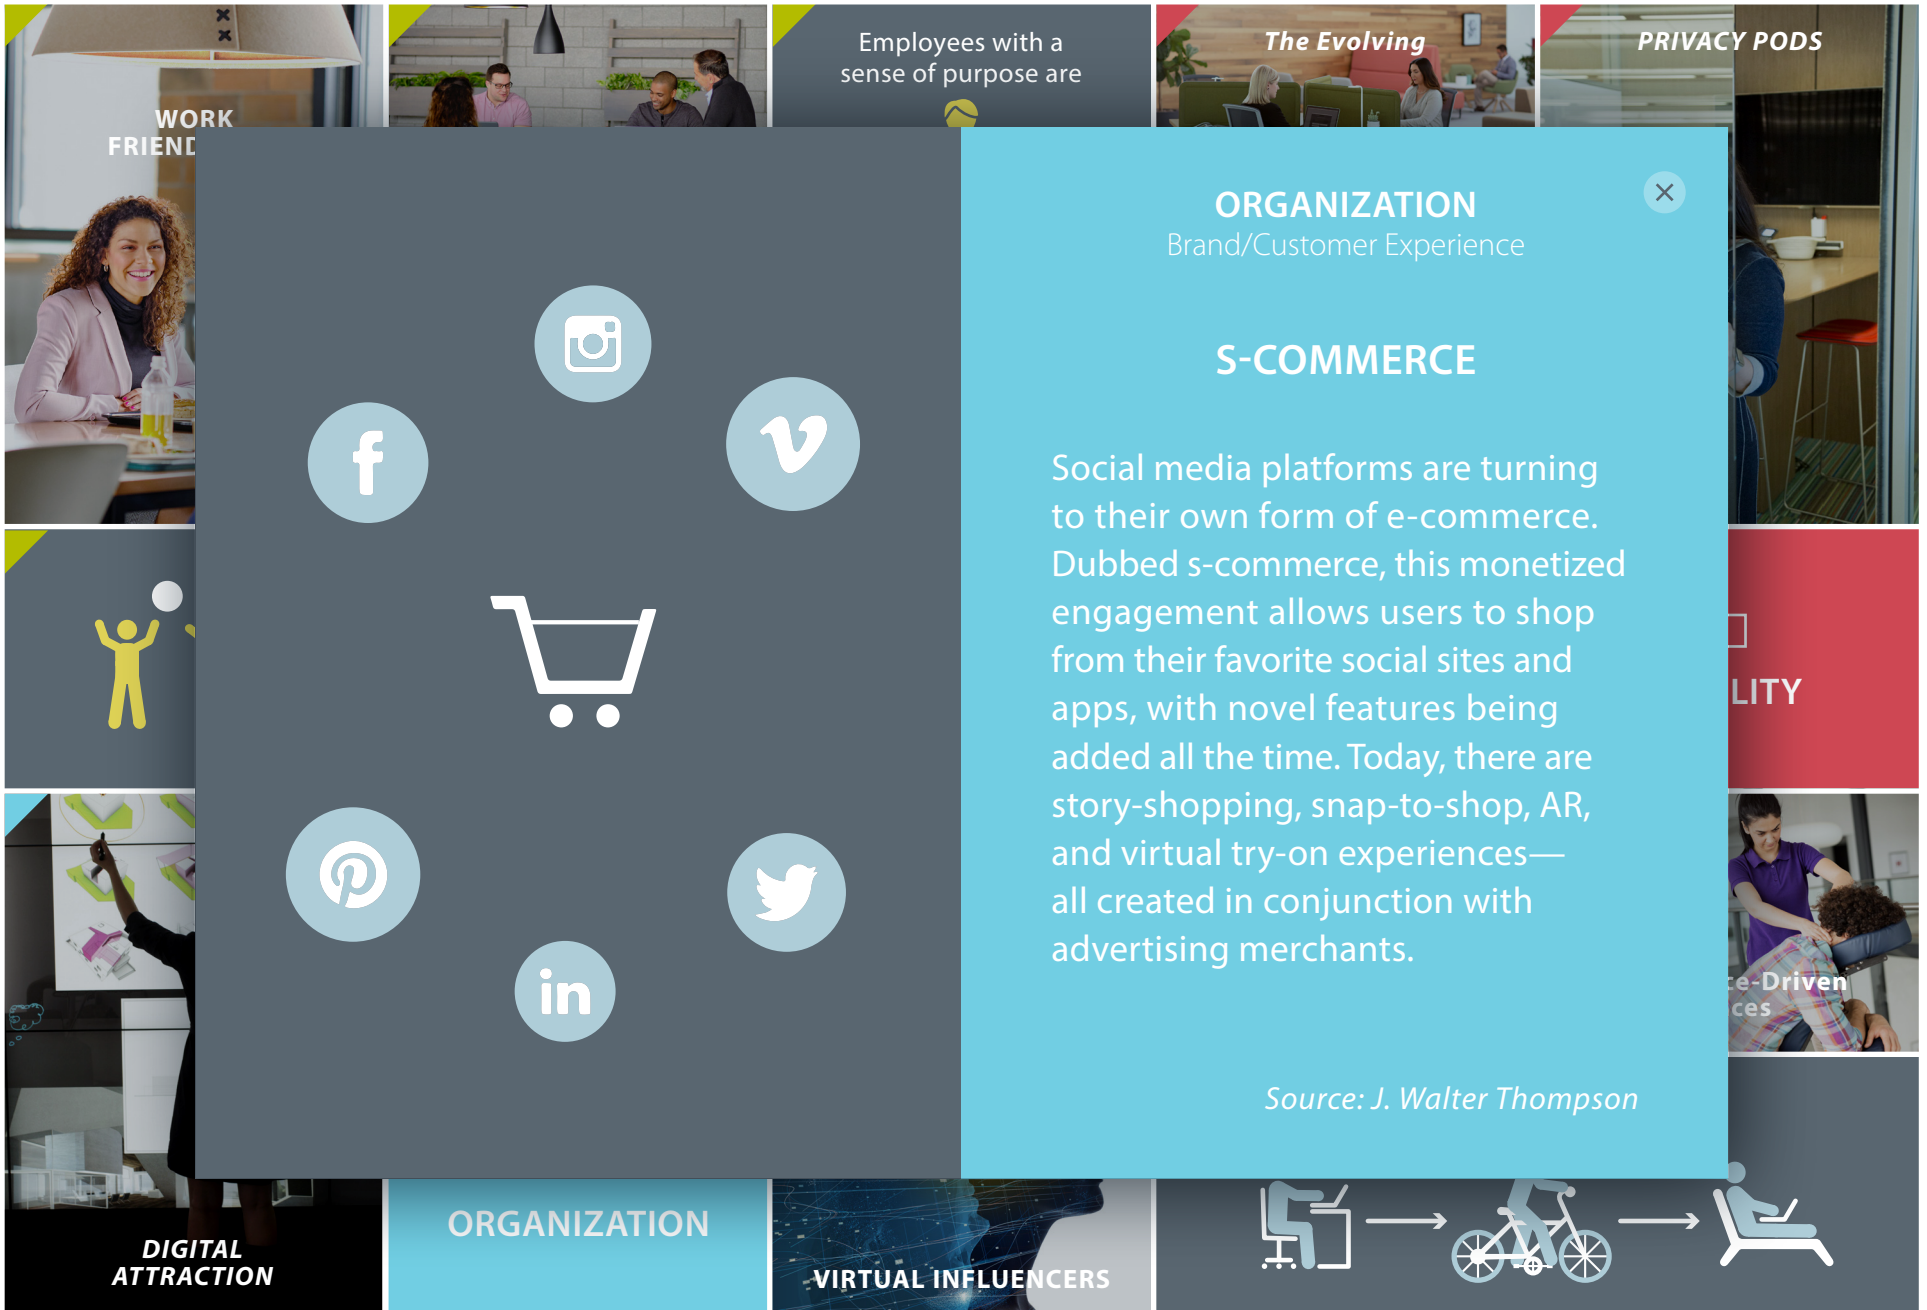 WORK
FRIEND
Employees with a
sense of purpose are
The Evolving
PRIVACY PODS
ORGANIZATION
Brand/Customer Experience
S-COMMERCE
Social media platforms are turning
to their own form of e-commerce.
Dubbed s-commerce, this monetized
engagement allows users to shop
from their favorite social sites and
apps, with novel features being
added all the time. Today, there are
story-shopping, snap-to-shop, AR,
and virtual try-on experiences—
all created in conjunction with
advertising merchants.
Source: J. Walter Thompson
LITY
ce-Driven
ces
DIGITAL
ATTRACTION
ORGANIZATION
VIRTUAL INFLUENCERS